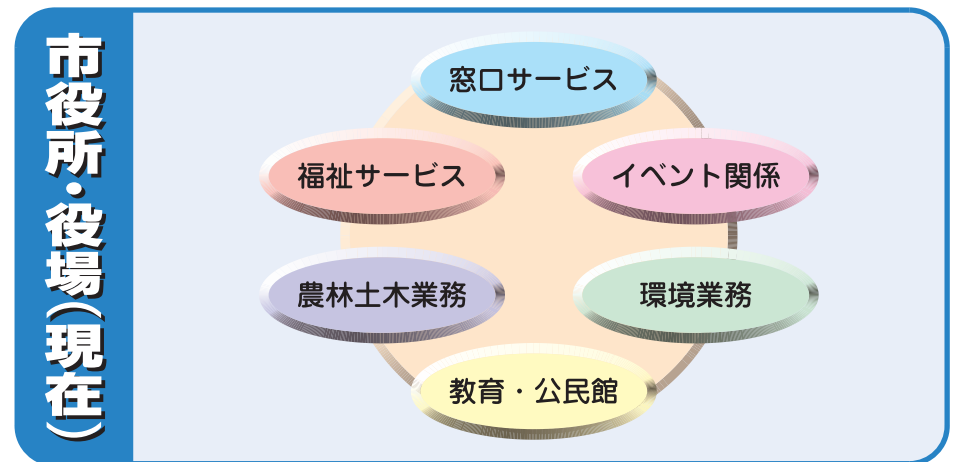 市役所・役場(現在)
窓口サービス
福祉サービス
イベント関係
農林土木業務
環境業務
教育・公民館